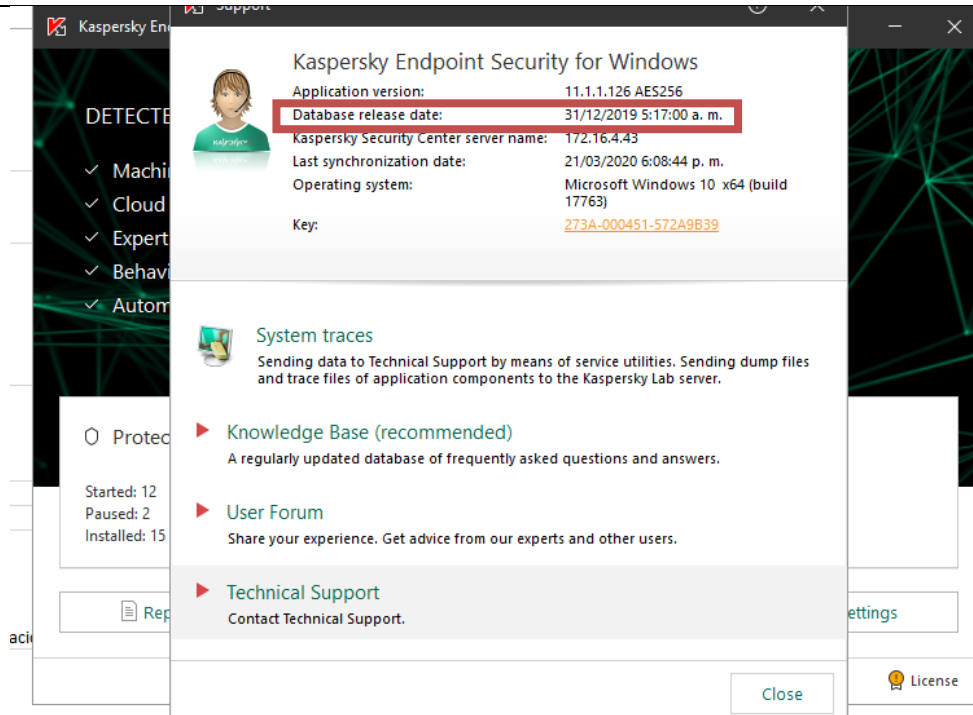 Support
Kaspersky En
DETECTE
Machi
Cloud
Expert
Behavi
Autom
Protec
Started: 12
Paused: 2
Installed: 15
Rep
aci
Kaspersky Endpoint Security for Windows
Application version: 11.1.1.126 AES256
Database release date: 31/12/2019 5:17:00 a. m.
Kaspersky Security Center server name: 172.16.4.43
Last synchronization date: 21/03/2020 6:08:44 p. m.
Operating system: Microsoft Windows 10 x64 (build
17763)
Key: 273A-000451-572A9B39
System traces
Sending data to Technical Support by means of service utilities. Sending dump files
and trace files of application components to the Kaspersky Lab server.
Knowledge Base (recommended)
A regularly updated database of frequently asked questions and answers.
User Forum
Share your experience. Get advice from our experts and other users.
Technical Support
Contact Technical Support.
Close
ettings
License